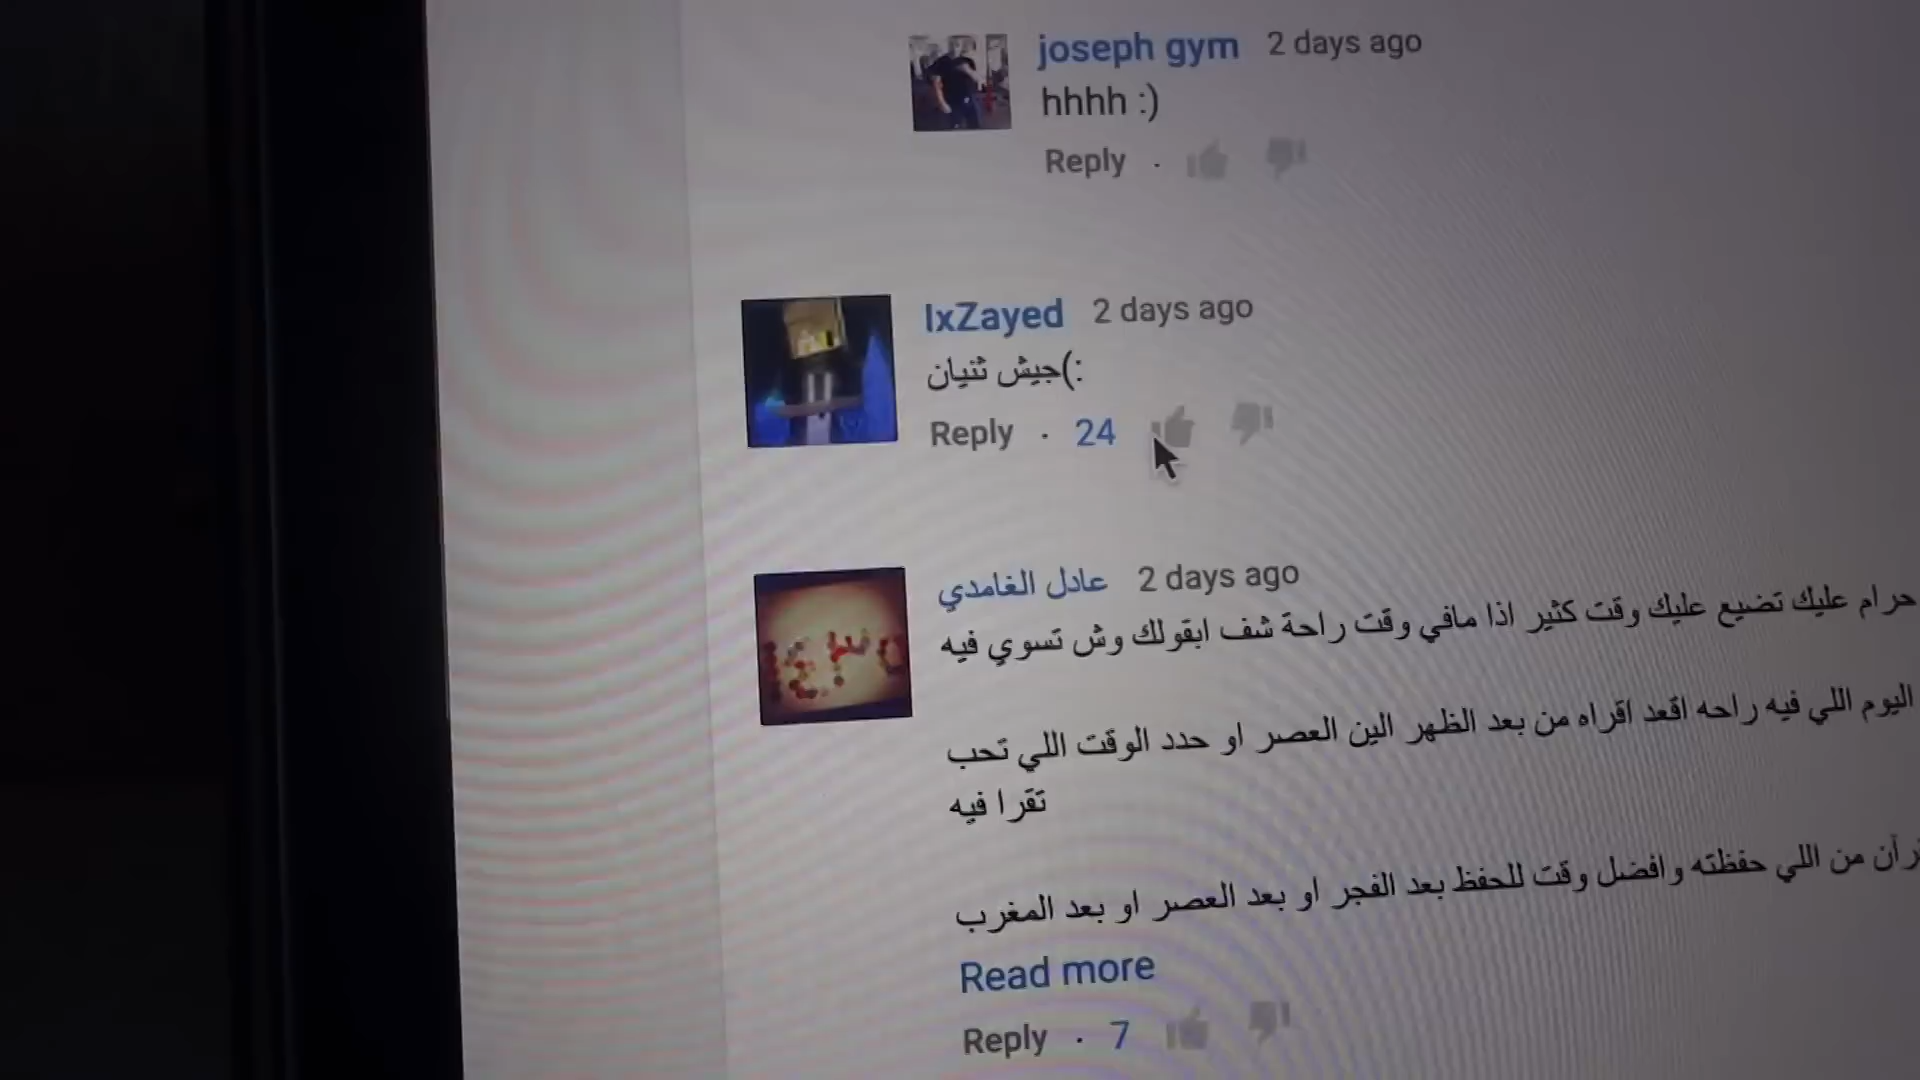 joseph gym 2 days ago
hhhh :)
Reply ·
IxZayed 2 days ago
جيش ثنيان(:
Reply · 24
عادل الغامدي 2 days ago
حرام عليك تضيع عليك وقت كثير اذا مافي وقت راحة شف ابقولك وش تسوي فيه
اليوم اللي فيه راحه اقعد اقراه من بعد الظهر الين العصر او حدد الوقت اللي تحب
تقرا فيه
من اللي حفظته وافضل وقت للحفظ بعد الفجر او بعد العصر او بعد المغرب
Read more
Reply · 7